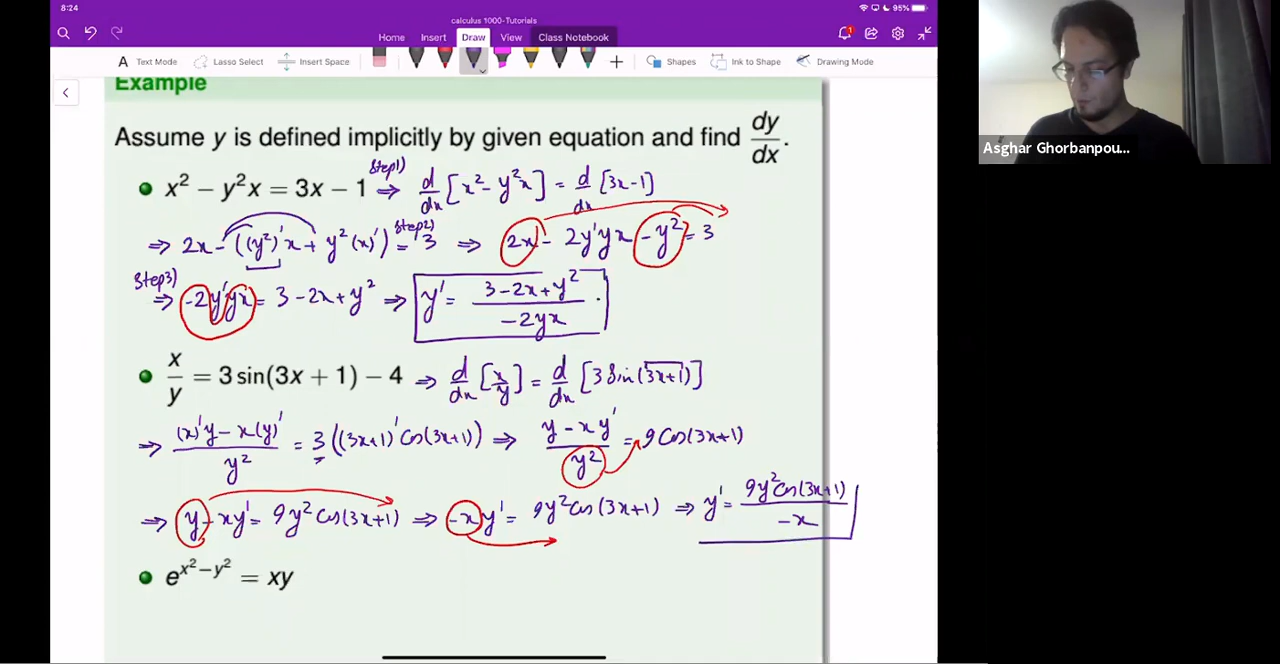 8:24
95%
calculus 1000-Tutorials
Home Insert Draw View Class Notebook
1
A Text Mode Lasso Select Insert Space Shapes Ink to Shape Drawing Mode
Example
Assume y is defined implicitly by given equation and find dy/dx.
x² − y²x = 3x − 1 Step1) ⇒ d/dx [x² − y²x] = d/dx [3x−1]
⇒ 2x − ((y²)'x + y²(x)') = 3 Step2) ⇒ 2x − 2y'yx − y² = 3
Step3) ⇒ −2y'yx = 3 − 2x + y² ⇒ y' = (3 − 2x + y²)/(−2yx) .
x/y = 3 sin(3x + 1) − 4 ⇒ d/dx [x/y] = d/dx [3 Sin(3x+1)]
⇒ ((x)'y − x(y)')/y² = 3((3x+1)' Cos(3x+1)) ⇒ (y − xy')/y² = 9 Cos(3x+1)
⇒ y − xy' = 9y² Cos(3x+1) ⇒ −xy' = 9y² Cos(3x+1) ⇒ y' = (9y² Cos(3x+1))/(−x)
e^(x²−y²) = xy
Asghar Ghorbanpou...